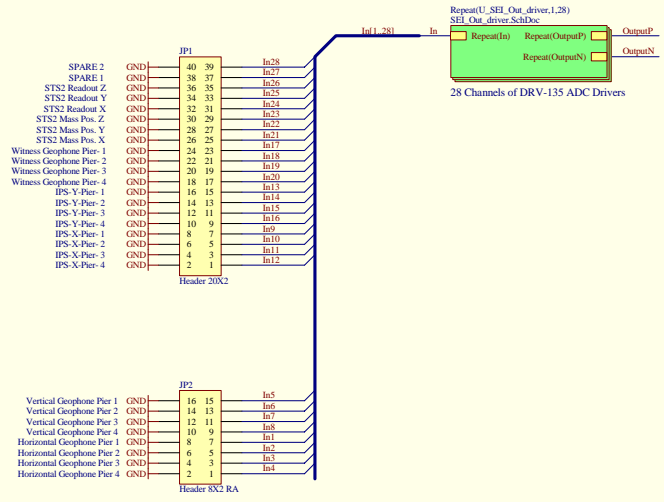 Repeat(U_SEI_Out_driver,1,28)
SEI_Out_driver.SchDoc
In[1..28] In Repeat(In) Repeat(OutputP) OutputP
Repeat(OutputN) OutputN
28 Channels of DRV-135 ADC Drivers
JP1
SPARE 2 GND 40 39 In28
SPARE 1 GND 38 37 In27
STS2 Readout Z GND 36 35 In26
STS2 Readout Y GND 34 33 In25
STS2 Readout X GND 32 31 In24
STS2 Mass Pos. Z GND 30 29 In23
STS2 Mass Pos. Y GND 28 27 In22
STS2 Mass Pos. X GND 26 25 In21
Witness Geophone Pier- 1 GND 24 23 In17
Witness Geophone Pier- 2 GND 22 21 In18
Witness Geophone Pier- 3 GND 20 19 In19
Witness Geophone Pier- 4 GND 18 17 In20
IPS-Y-Pier- 1 GND 16 15 In13
IPS-Y-Pier- 2 GND 14 13 In14
IPS-Y-Pier- 3 GND 12 11 In15
IPS-Y-Pier- 4 GND 10 9 In16
IPS-X-Pier- 1 GND 8 7 In9
IPS-X-Pier- 2 GND 6 5 In10
IPS-X-Pier- 3 GND 4 3 In11
IPS-X-Pier- 4 GND 2 1 In12
Header 20X2
JP2
Vertical Geophone Pier 1 GND 16 15 In5
Vertical Geophone Pier 2 GND 14 13 In6
Vertical Geophone Pier 3 GND 12 11 In7
Vertical Geophone Pier 4 GND 10 9 In8
Horizontal Geophone Pier 1 GND 8 7 In1
Horizontal Geophone Pier 2 GND 6 5 In2
Horizontal Geophone Pier 3 GND 4 3 In3
Horizontal Geophone Pier 4 GND 2 1 In4
Header 8X2 RA